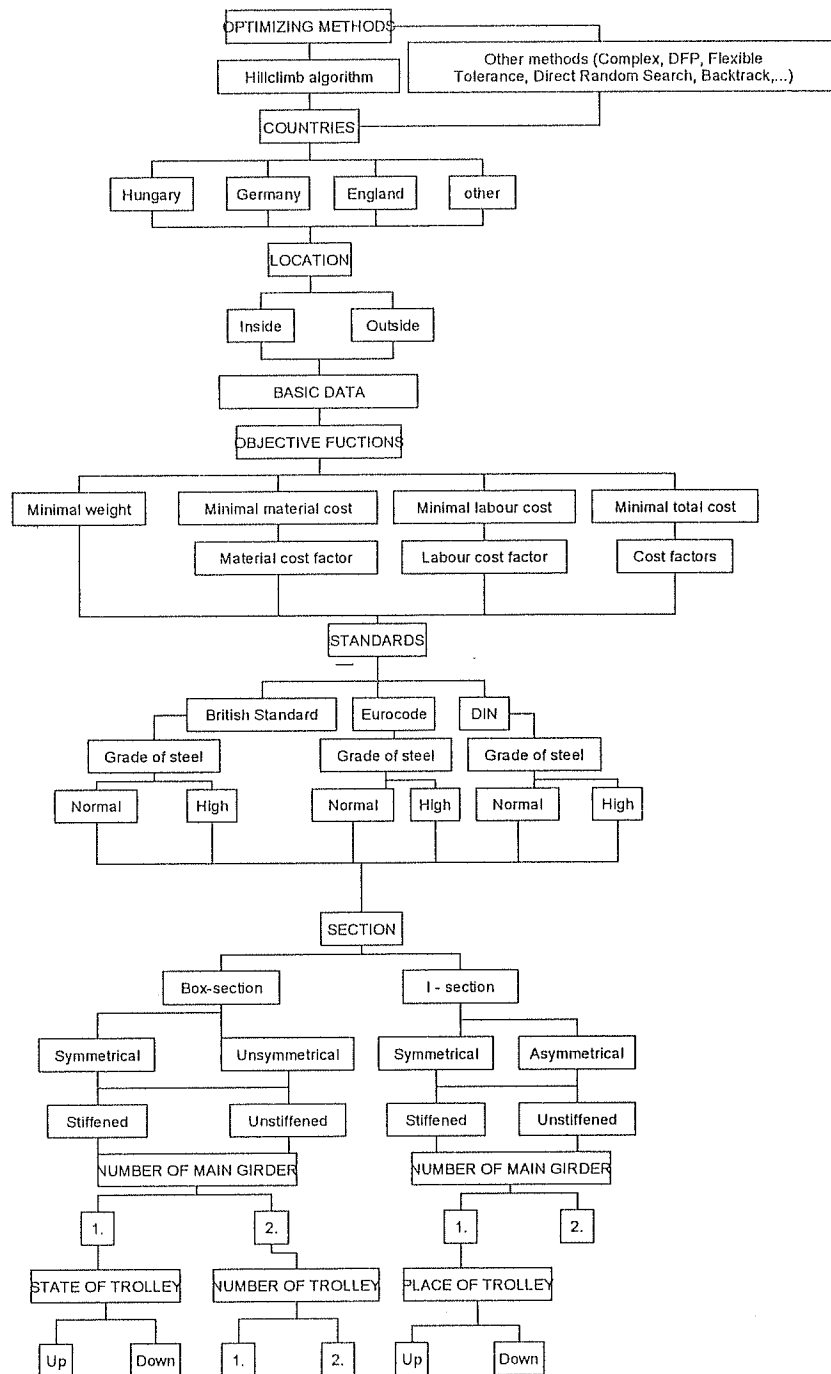 OPTIMIZING METHODS
Hillclimb algorithm
Other methods (Complex, DFP, Flexible
Tolerance, Direct Random Search, Backtrack,...)
COUNTRIES
Hungary
Germany
England
other
LOCATION
Inside
Outside
BASIC DATA
OBJECTIVE FUCTIONS
Minimal weight
Minimal material cost
Minimal labour cost
Minimal total cost
Material cost factor
Labour cost factor
Cost factors
STANDARDS
British Standard
Eurocode
DIN
Grade of steel
Grade of steel
Grade of steel
Normal
High
Normal
High
Normal
High
SECTION
Box-section
I - section
Symmetrical
Unsymmetrical
Symmetrical
Asymmetrical
Stiffened
Unstiffened
Stiffened
Unstiffened
NUMBER OF MAIN GIRDER
NUMBER OF MAIN GIRDER
1.
2.
1.
2.
STATE OF TROLLEY
NUMBER OF TROLLEY
PLACE OF TROLLEY
Up
Down
1.
2.
Up
Down